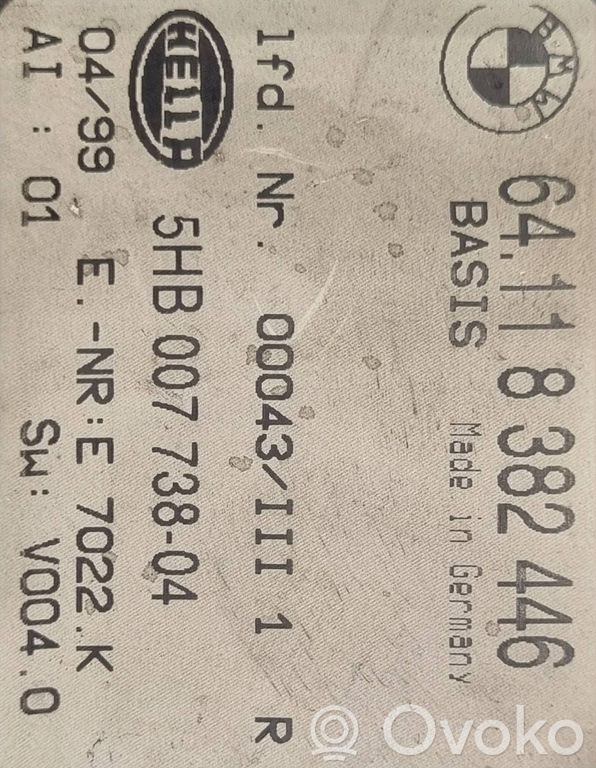 BMW
64.11 8 382 446
BASIS Made in Germany
lfd. Nr. 00043/III 1 R
HELLA 5HB 007 738-04
04/99 E.-NR:E 7022.K
AI : 01 SW: V004.0
Ovoko